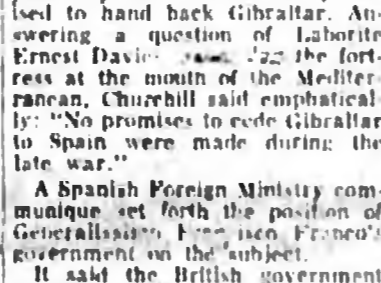 ised to hand back Gibraltar. An-
swering a question of Laborite
Ernest Davies the fort-
ress at the mouth of the Mediter-
ranean, Churchill said emphatical-
ly: "No promises to cede Gibraltar
to Spain were made during the
late war."
A Spanish Foreign Ministry com-
munique set forth the position of
Generalissimo Francisco Franco's
government on the subject.
It said the British government